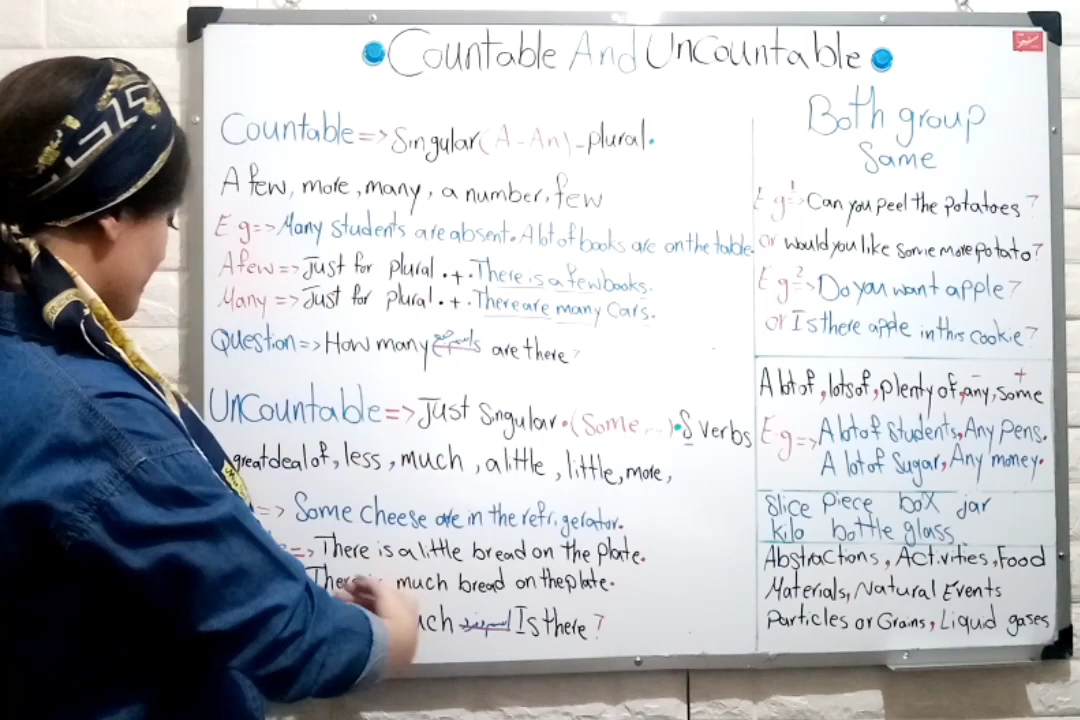 Countable And Uncountable
Countable => Singular (A - An) - plural.
A few, more, many, a number, few
Eg => Many Students are absent. A lot of books are on the table.
A few => Just for plural. + . There is a few books.
Many => Just for plural. + . There are many Cars.
Question => How many are there?
Uncountable => Just Sngular. (Some, ...) . S verbs
great deal of, less, much, a little, little, more,
=> Some cheese are in the refrigerator.
=> There is a little bread on the plate.
There much bread on the plate.
Is there?
Both group
Same
Eg 1 => Can you peel the potatoes?
or would you like some more potato?
Eg 2 => Do you want apple?
or Is there apple in this cookie?
A lot of, lots of, plenty of, any, some
- +
Eg => A lot of Students, Any Pens.
A lot of Sugar, Any money.
Slice piece box jar
kilo bottle glass
Abstractions, Activities, Food
Materials, Natural Events
Particles or Grains, Liquid gases